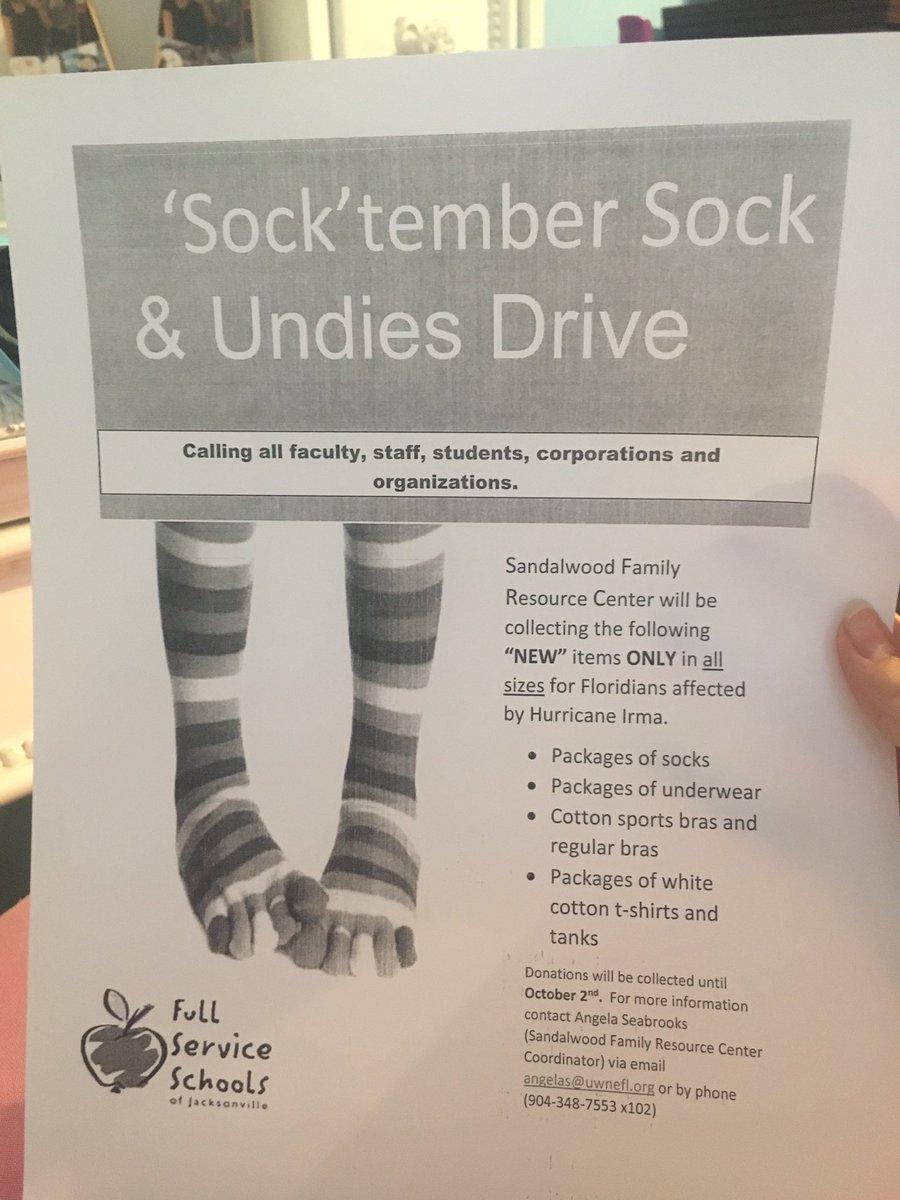 ‘Sock’tember Sock
& Undies Drive
Calling all faculty, staff, students, corporations and
organizations.
Sandalwood Family
Resource Center will be
collecting the following
“NEW” items ONLY in all
sizes for Floridians affected
by Hurricane Irma.
• Packages of socks
• Packages of underwear
• Cotton sports bras and
regular bras
• Packages of white
cotton t-shirts and
tanks
Donations will be collected until
October 2nd. For more information
contact Angela Seabrooks
(Sandalwood Family Resource Center
Coordinator) via email
angelas@uwnefl.org or by phone
(904-348-7553 x102)
Full
Service
Schools
of Jacksonville